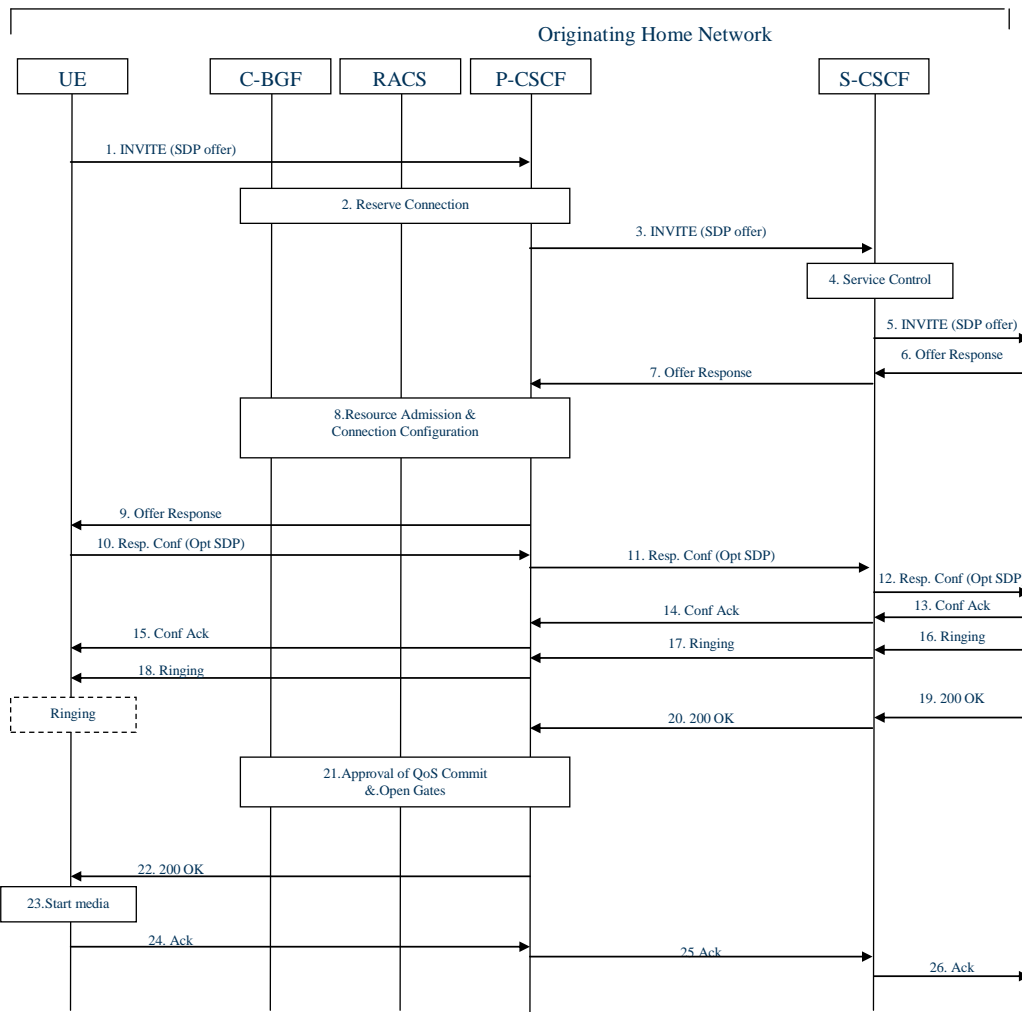 Originating Home Network
UE
C-BGF
RACS
P-CSCF
S-CSCF
1. INVITE (SDP offer)
2. Reserve Connection
3. INVITE (SDP offer)
4. Service Control
5. INVITE (SDP offer)
6. Offer Response
7. Offer Response
8.Resource Admission &
Connection Configuration
9. Offer Response
10. Resp. Conf (Opt SDP)
11. Resp. Conf (Opt SDP)
12. Resp. Conf (Opt SDP
13. Conf Ack
14. Conf Ack
15. Conf Ack
16. Ringing
17. Ringing
18. Ringing
Ringing
19. 200 OK
20. 200 OK
21.Approval of QoS Commit
&.Open Gates
22. 200 OK
23.Start media
24. Ack
25 Ack
26. Ack